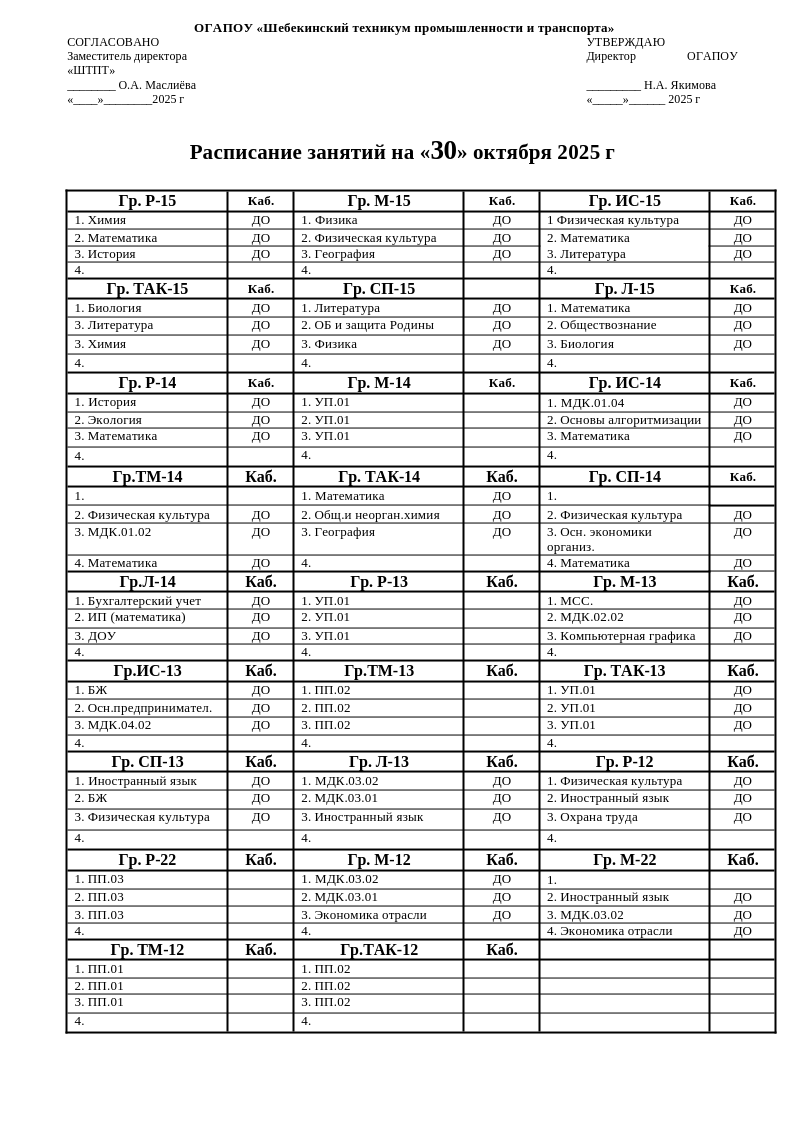 ОГАПОУ «Шебекинский техникум промышленности и транспорта»
СОГЛАСОВАНО УТВЕРЖДАЮ
Заместитель директора Директор ОГАПОУ
«ШТПТ»
________ О.А. Маслиёва _________ Н.А. Якимова
«____»________2025 г «_____»______ 2025 г
Расписание занятий на «30» октября 2025 г
Гр. Р-15 Каб. Гр. М-15 Каб. Гр. ИС-15 Каб.
1. Химия ДО 1. Физика ДО 1 Физическая культура ДО
2. Математика ДО 2. Физическая культура ДО 2. Математика ДО
3. История ДО 3. География ДО 3. Литература ДО
4. 4. 4.
Гр. ТАК-15 Каб. Гр. СП-15 Гр. Л-15 Каб.
1. Биология ДО 1. Литература ДО 1. Математика ДО
3. Литература ДО 2. ОБ и защита Родины ДО 2. Обществознание ДО
3. Химия ДО 3. Физика ДО 3. Биология ДО
4. 4. 4.
Гр. Р-14 Каб. Гр. М-14 Каб. Гр. ИС-14 Каб.
1. История ДО 1. УП.01 1. МДК.01.04 ДО
2. Экология ДО 2. УП.01 2. Основы алгоритмизации ДО
3. Математика ДО 3. УП.01 3. Математика ДО
4. 4. 4.
Гр.ТМ-14 Каб. Гр. ТАК-14 Каб. Гр. СП-14 Каб.
1. 1. Математика ДО 1.
2. Физическая культура ДО 2. Общ.и неорган.химия ДО 2. Физическая культура ДО
3. МДК.01.02 ДО 3. География ДО 3. Осн. экономики ДО
организ.
4. Математика ДО 4. 4. Математика ДО
Гр.Л-14 Каб. Гр. Р-13 Каб. Гр. М-13 Каб.
1. Бухгалтерский учет ДО 1. УП.01 1. МСС. ДО
2. ИП (математика) ДО 2. УП.01 2. МДК.02.02 ДО
3. ДОУ ДО 3. УП.01 3. Компьютерная графика ДО
4. 4. 4.
Гр.ИС-13 Каб. Гр.ТМ-13 Каб. Гр. ТАК-13 Каб.
1. БЖ ДО 1. ПП.02 1. УП.01 ДО
2. Осн.предпринимател. ДО 2. ПП.02 2. УП.01 ДО
3. МДК.04.02 ДО 3. ПП.02 3. УП.01 ДО
4. 4. 4.
Гр. СП-13 Каб. Гр. Л-13 Каб. Гр. Р-12 Каб.
1. Иностранный язык ДО 1. МДК.03.02 ДО 1. Физическая культура ДО
2. БЖ ДО 2. МДК.03.01 ДО 2. Иностранный язык ДО
3. Физическая культура ДО 3. Иностранный язык ДО 3. Охрана труда ДО
4. 4. 4.
Гр. Р-22 Каб. Гр. М-12 Каб. Гр. М-22 Каб.
1. ПП.03 1. МДК.03.02 ДО 1.
2. ПП.03 2. МДК.03.01 ДО 2. Иностранный язык ДО
3. ПП.03 3. Экономика отрасли ДО 3. МДК.03.02 ДО
4. 4. 4. Экономика отрасли ДО
Гр. ТМ-12 Каб. Гр.ТАК-12 Каб.
1. ПП.01 1. ПП.02
2. ПП.01 2. ПП.02
3. ПП.01 3. ПП.02
4. 4.